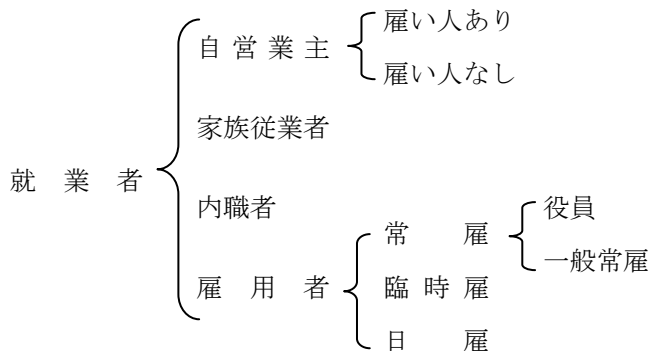 就業者
自営業主
雇い人あり
雇い人なし
家族従業者
内職者
雇用者
常雇
役員
一般常雇
臨時雇
日雇